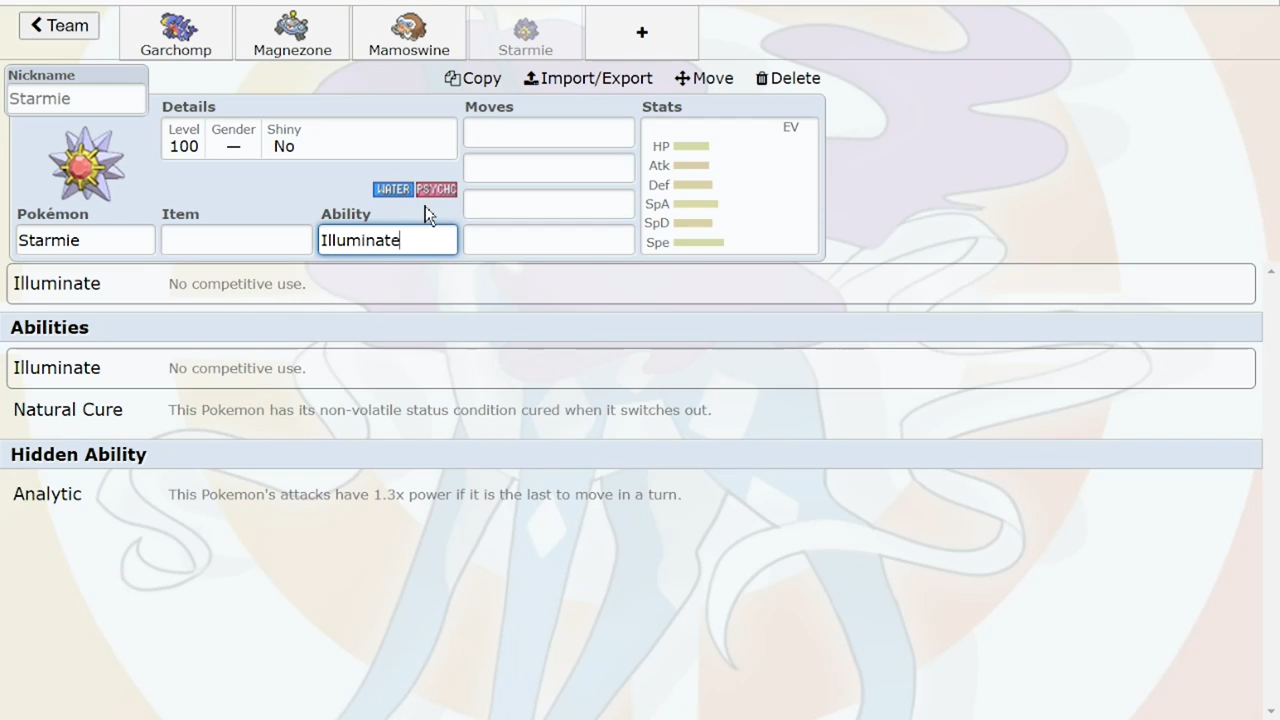 Team
Garchomp
Magnezone
Mamoswine
Starmie
+
Nickname
Starmie
Copy
Import/Export
Move
Delete
Details
Moves
Stats
Level
100
Gender
—
Shiny
No
EV
HP
Atk
Def
SpA
SpD
Spe
WATER PSYCHC
Pokémon
Item
Ability
Starmie
Illuminate
Illuminate No competitive use.
Abilities
Illuminate No competitive use.
Natural Cure This Pokemon has its non-volatile status condition cured when it switches out.
Hidden Ability
Analytic This Pokemon's attacks have 1.3x power if it is the last to move in a turn.